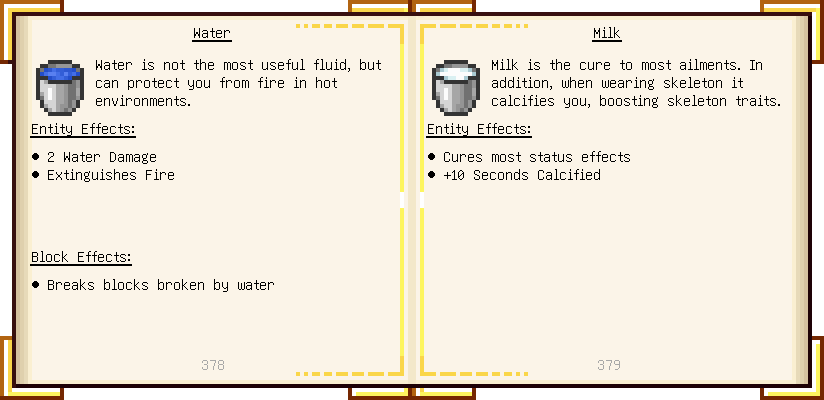 Water
Water is not the most useful fluid, but
can protect you from fire in hot
environments.
Entity Effects:
• 2 Water Damage
• Extinguishes Fire
Block Effects:
• Breaks blocks broken by water
378
Milk
Milk is the cure to most ailments. In
addition, when wearing skeleton it
calcifies you, boosting skeleton traits.
Entity Effects:
• Cures most status effects
• +10 Seconds Calcified
379